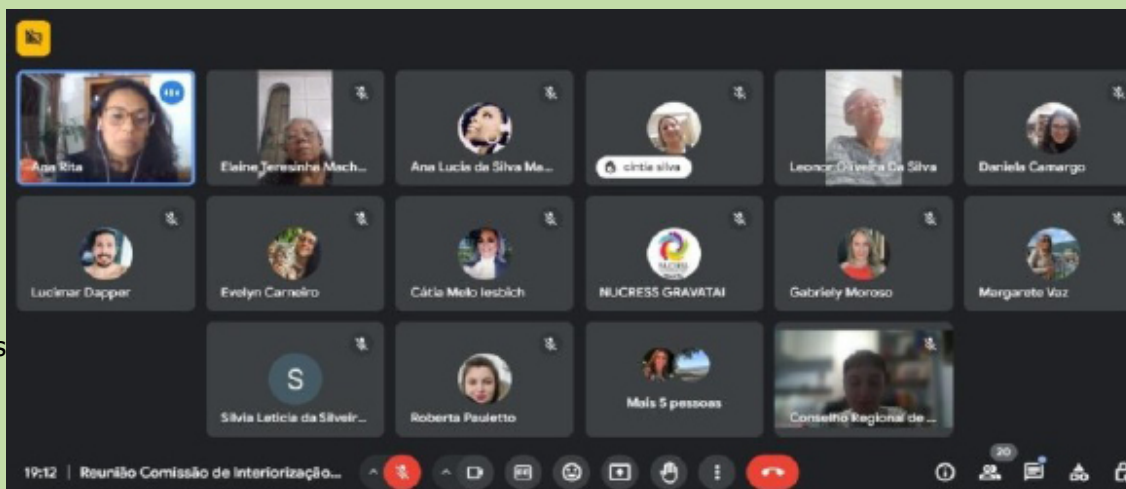 Ana Rita
Elaine Teresinha Mach...
Ana Lucia da Silva Ma...
cintia silva
Leonor Oliveira Da Silva
Daniela Camargo
Lucimar Dapper
Evelyn Carneiro
Cátia Melo Iesbich
NUCRESS
NUCRESS GRAVATAI
Gabriely Moroso
Margarete Vaz
s
S
Silvia Leticia da Silveir...
Roberta Pauletto
Mais 5 pessoas
Conselho Regional de ...
20
19:12 | Reunião Comissão de Interiorização...